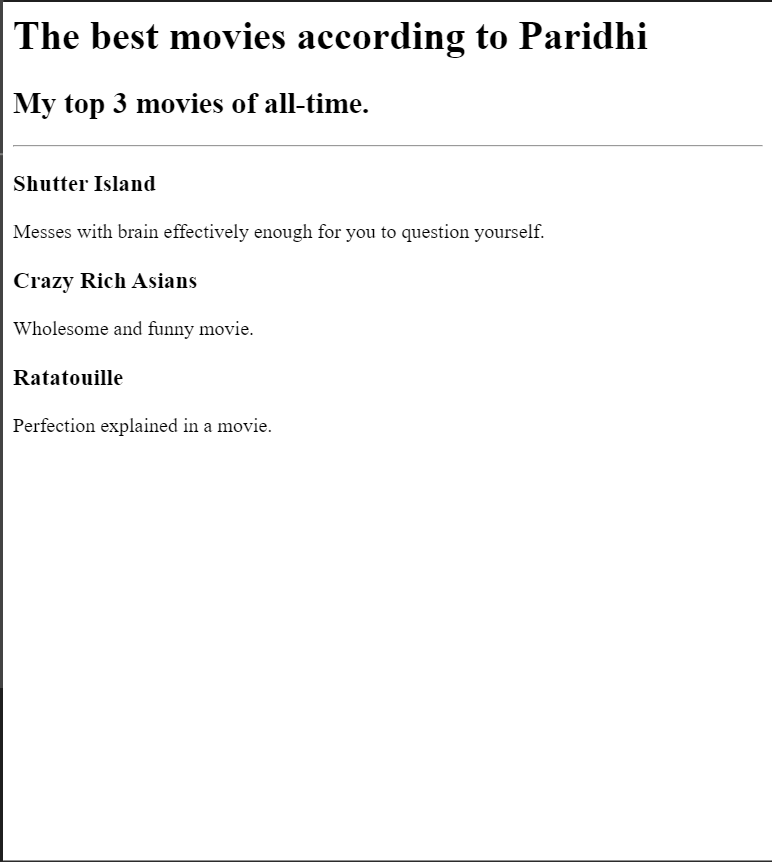 The best movies according to Paridhi
My top 3 movies of all-time.
Shutter Island
Messes with brain effectively enough for you to question yourself.
Crazy Rich Asians
Wholesome and funny movie.
Ratatouille
Perfection explained in a movie.